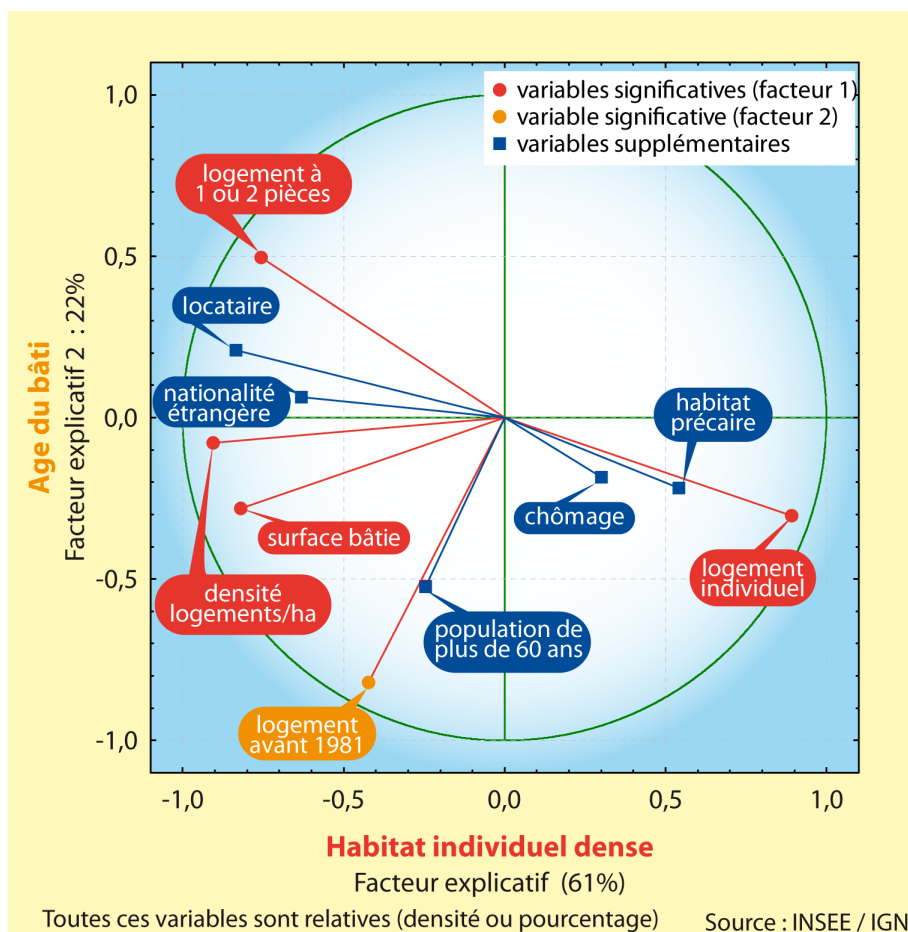 variables significatives (facteur 1)
variable significative (facteur 2)
variables supplémentaires
logement à
1 ou 2 pièces
locataire
nationalité
étrangère
habitat
précaire
chômage
surface bâtie
logement
individuel
densité
logements/ha
population de
plus de 60 ans
logement
avant 1981
Age du bâti
Facteur explicatif 2 : 22%
1,0
0,5
0,0
-0,5
-1,0
-1,0
-0,5
0,0
0,5
1,0
Habitat individuel dense
Facteur explicatif (61%)
Toutes ces variables sont relatives (densité ou pourcentage)
Source : INSEE / IGN